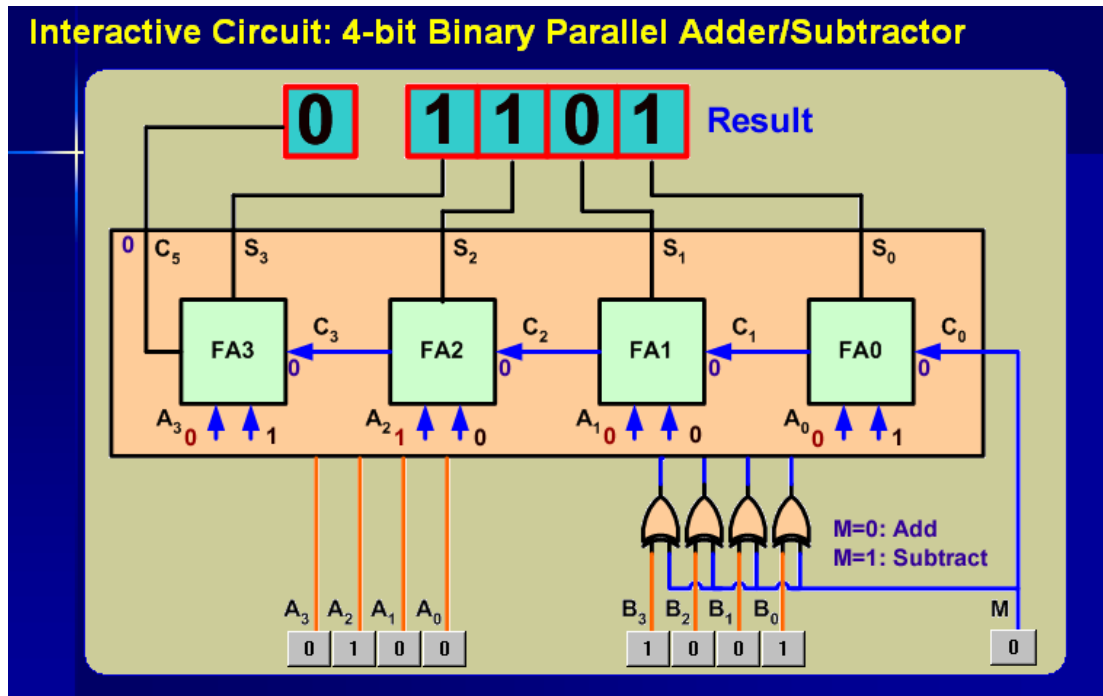 Interactive Circuit: 4-bit Binary Parallel Adder/Subtractor
0 1 1 0 1 Result
0 C5 S3 S2 S1 S0
C3 C2 C1 C0
FA3 FA2 FA1 FA0
0 0 0 0
A3 0 1 A2 1 0 A1 0 0 A0 0 1
M=0: Add
M=1: Subtract
A3 A2 A1 A0 B3 B2 B1 B0 M
0 1 0 0 1 0 0 1 0